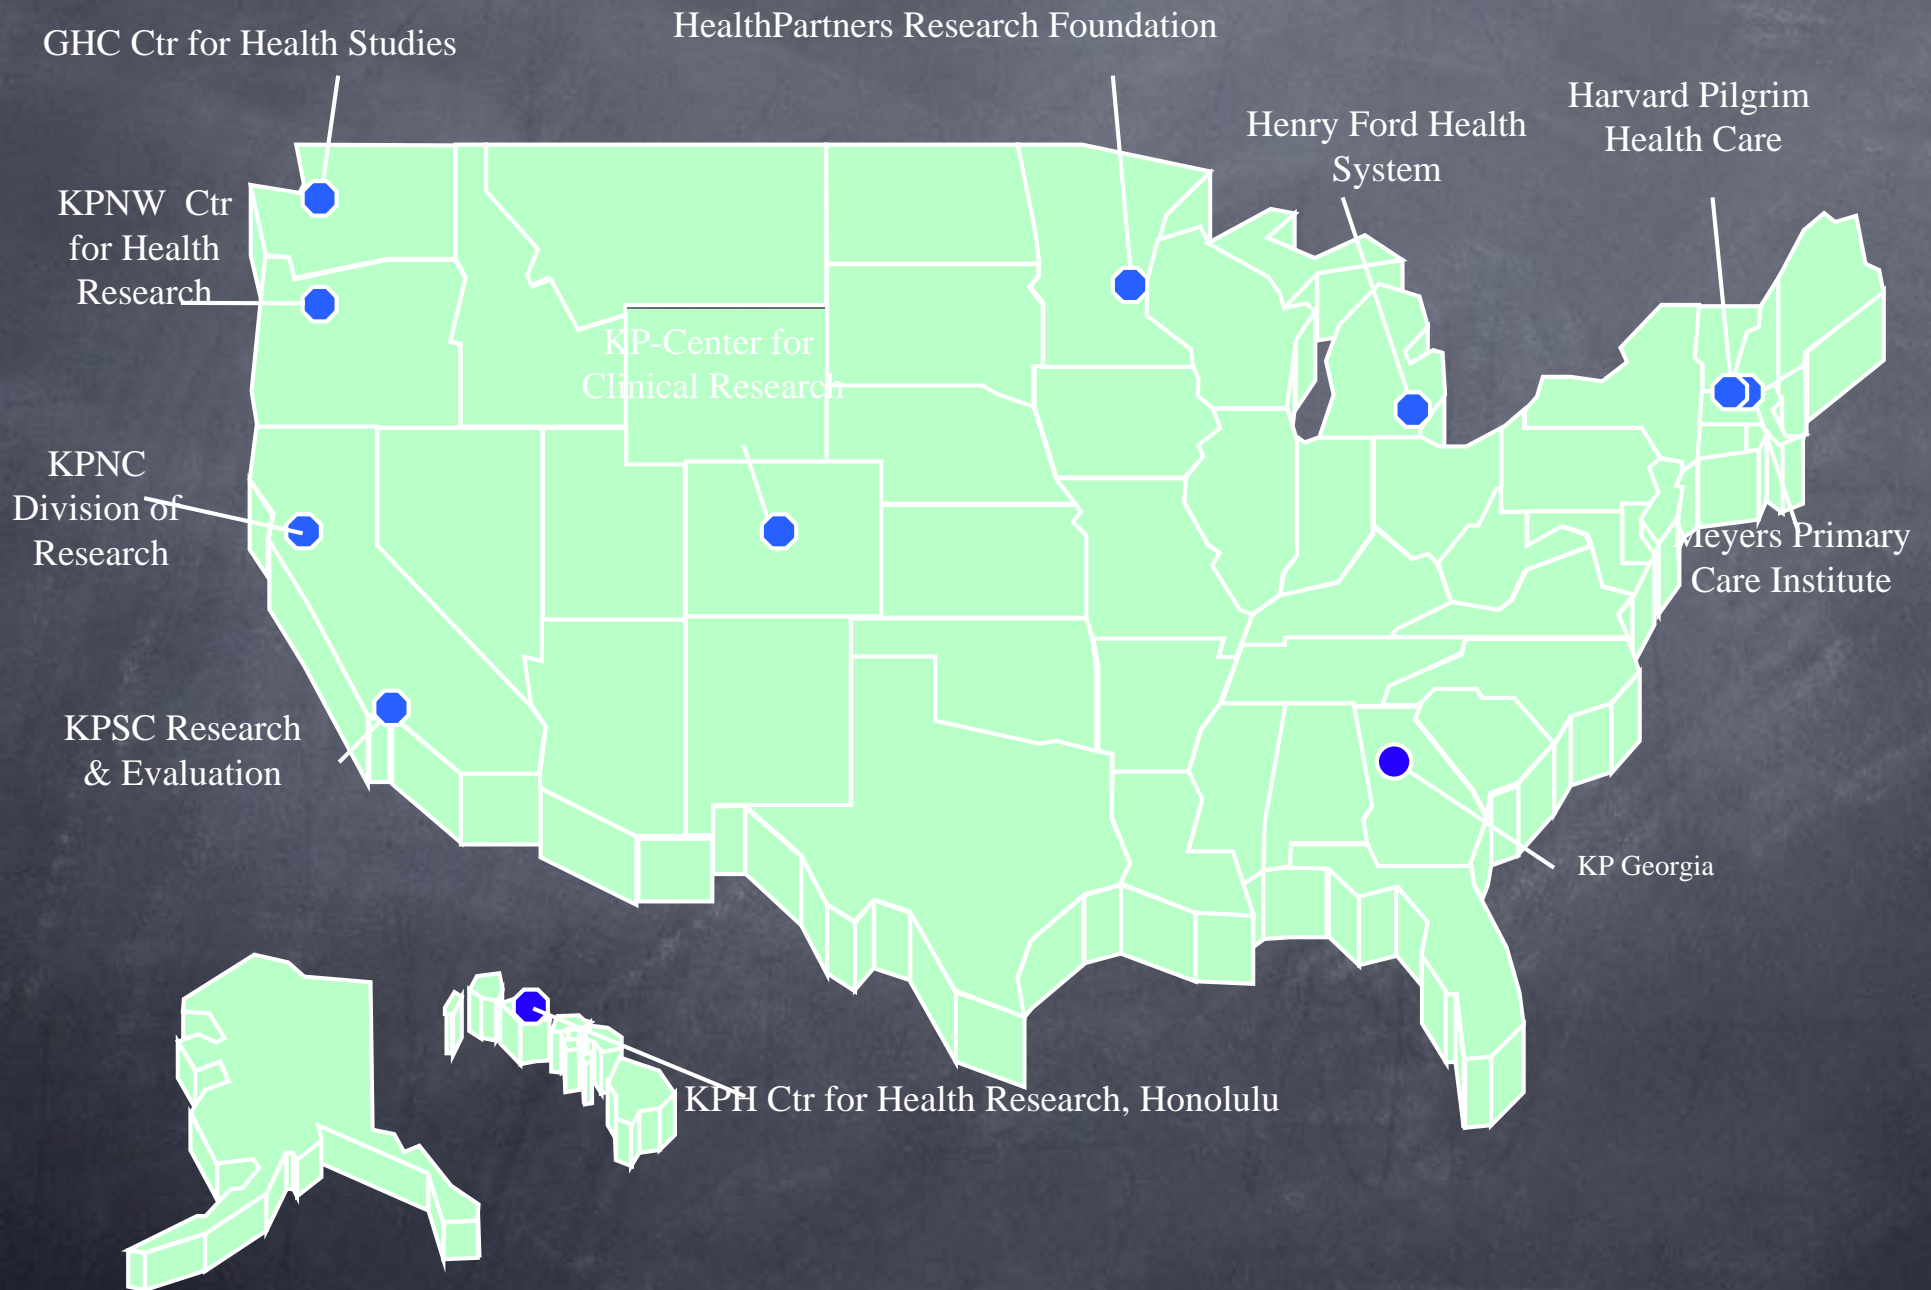 HealthPartners Research Foundation
GHC Ctr for Health Studies
Harvard Pilgrim
Health Care
Henry Ford Health
System
KPNW  Ctr
for Health
Research
KP-Center for
Clinical Research
KPNC
Division of
Research
Meyers Primary
Care Institute
KPSC Research
& Evaluation
KP Georgia
KPH Ctr for Health Research, Honolulu